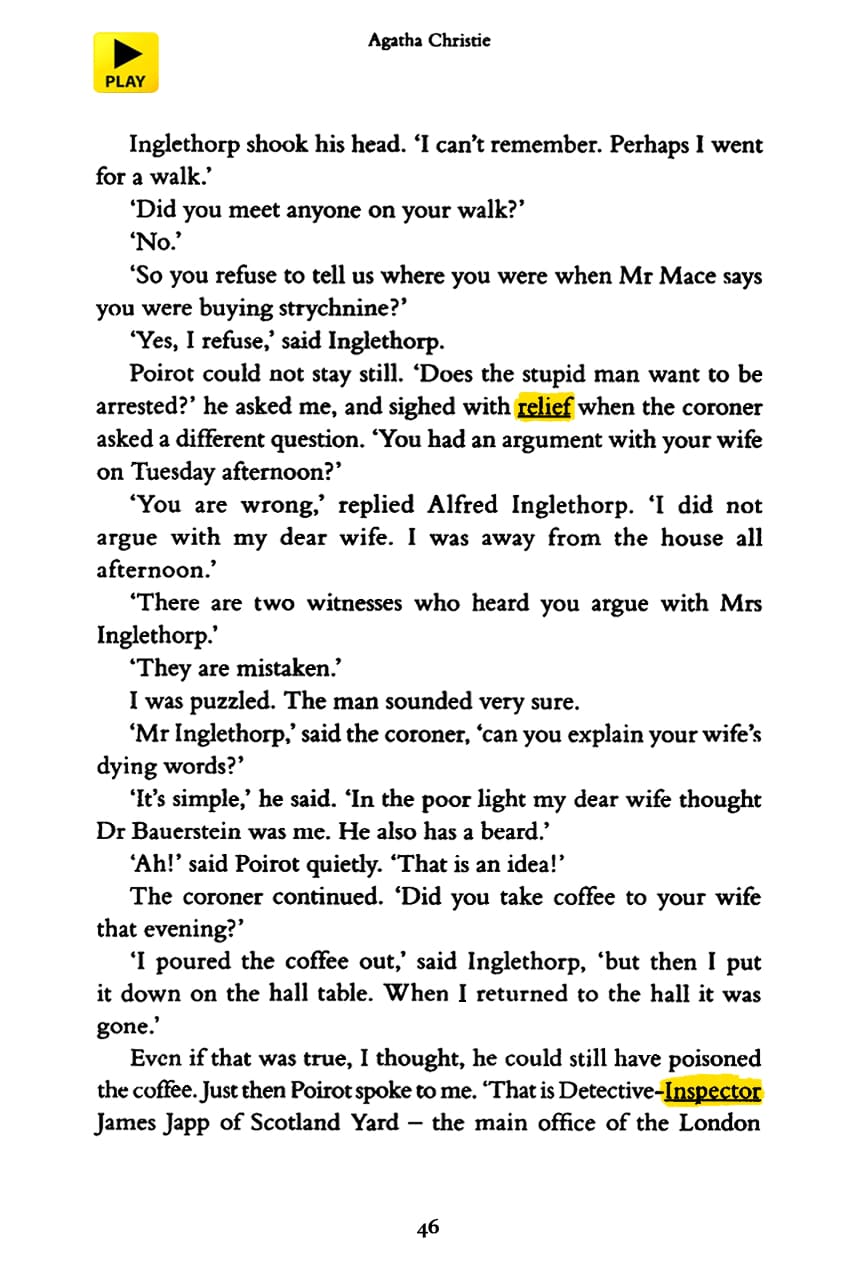 Agatha Christie
PLAY
Inglethorp shook his head. ‘I can’t remember. Perhaps I went
for a walk.’
‘Did you meet anyone on your walk?’
‘No.’
‘So you refuse to tell us where you were when Mr Mace says
you were buying strychnine?’
‘Yes, I refuse,’ said Inglethorp.
Poirot could not stay still. ‘Does the stupid man want to be
arrested?’ he asked me, and sighed with relief when the coroner
asked a different question. ‘You had an argument with your wife
on Tuesday afternoon?’
‘You are wrong,’ replied Alfred Inglethorp. ‘I did not
argue with my dear wife. I was away from the house all
afternoon.’
‘There are two witnesses who heard you argue with Mrs
Inglethorp.’
‘They are mistaken.’
I was puzzled. The man sounded very sure.
‘Mr Inglethorp,’ said the coroner, ‘can you explain your wife’s
dying words?’
‘It’s simple,’ he said. ‘In the poor light my dear wife thought
Dr Bauerstein was me. He also has a beard.’
‘Ah!’ said Poirot quietly. ‘That is an idea!’
The coroner continued. ‘Did you take coffee to your wife
that evening?’
‘I poured the coffee out,’ said Inglethorp, ‘but then I put
it down on the hall table. When I returned to the hall it was
gone.’
Even if that was true, I thought, he could still have poisoned
the coffee. Just then Poirot spoke to me. ‘That is Detective-Inspector
James Japp of Scotland Yard – the main office of the London
46